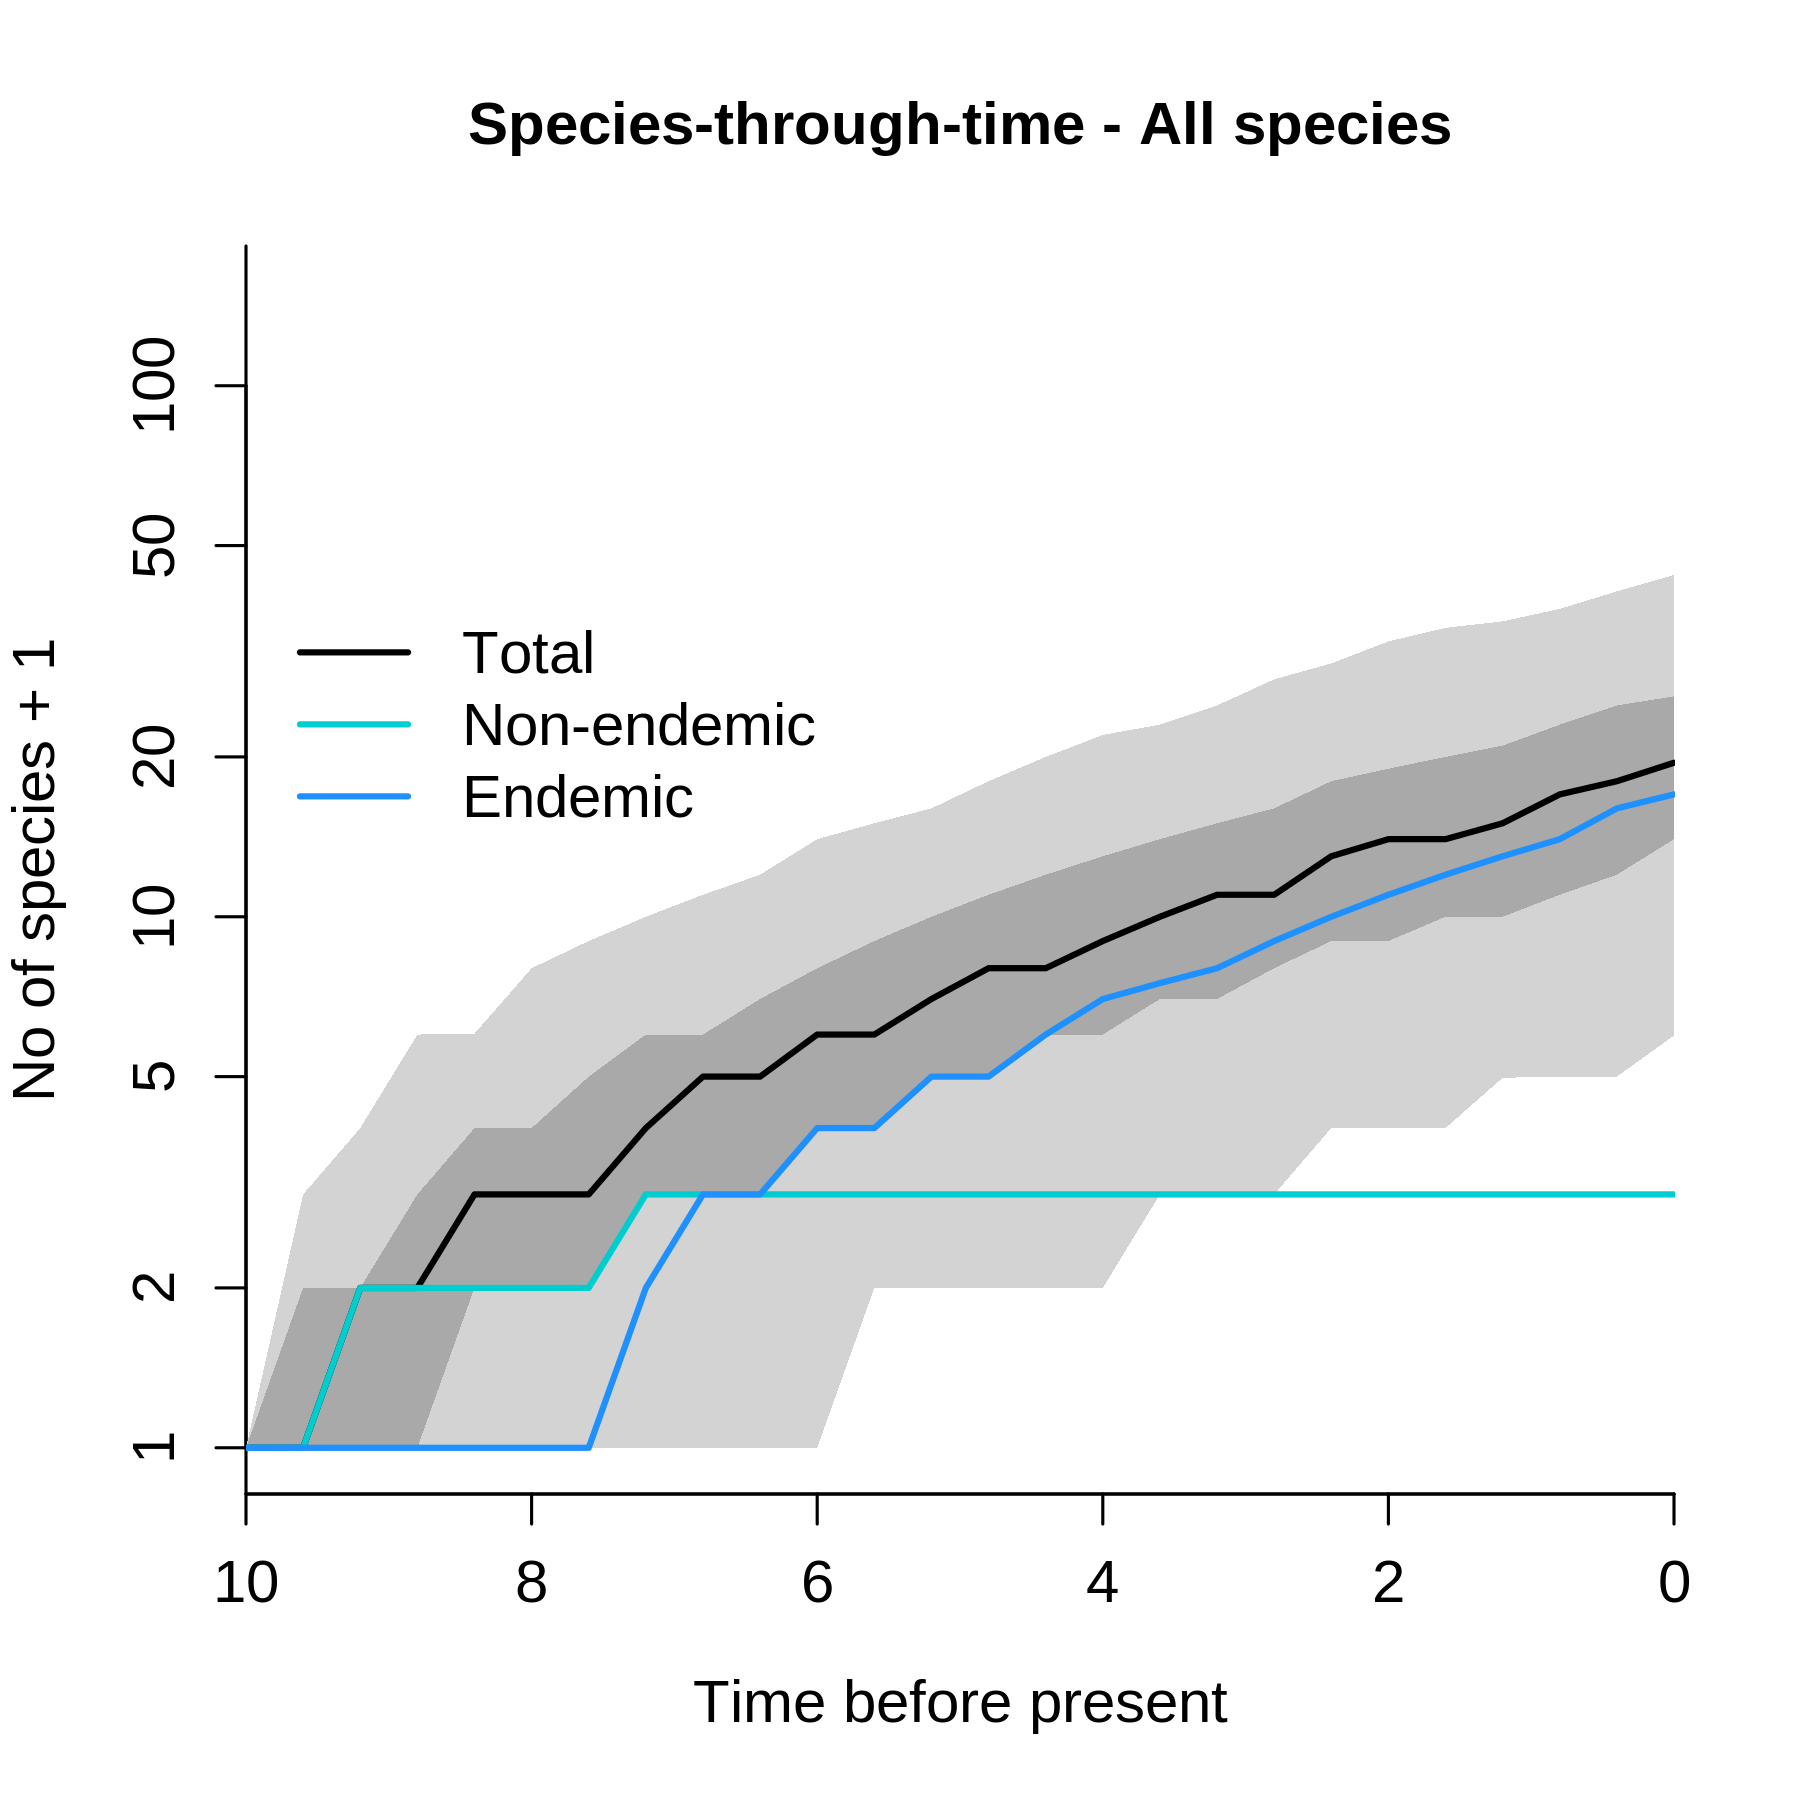 Species-through-time - All species
No of species + 1
100
50
20
10
5
2
1
Total
Non-endemic
Endemic
10 8 6 4 2 0
Time before present